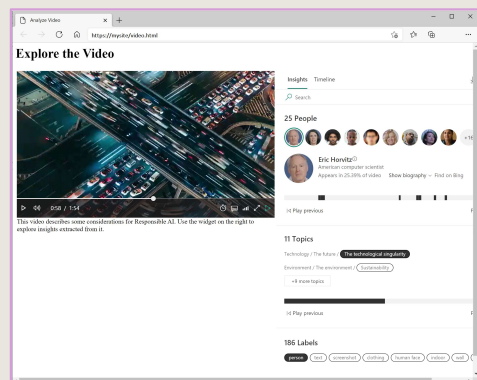 Analyze Video
https://mysite/video.html
Explore the Video
0:58 / 1:54
This video describes some considerations for Responsible AI. Use the widget on the right to
explore insights extracted from it.
Insights Timeline
Search
25 People
Eric Horvitz
American computer scientist
Appears in 25.39% of video Show biography Find on Bing
Play previous
11 Topics
Technology / The future / The technological singularity
Environment / The environment / Sustainability
+9 more topics
Play previous
186 Labels
person text screenshot clothing human face indoor wall